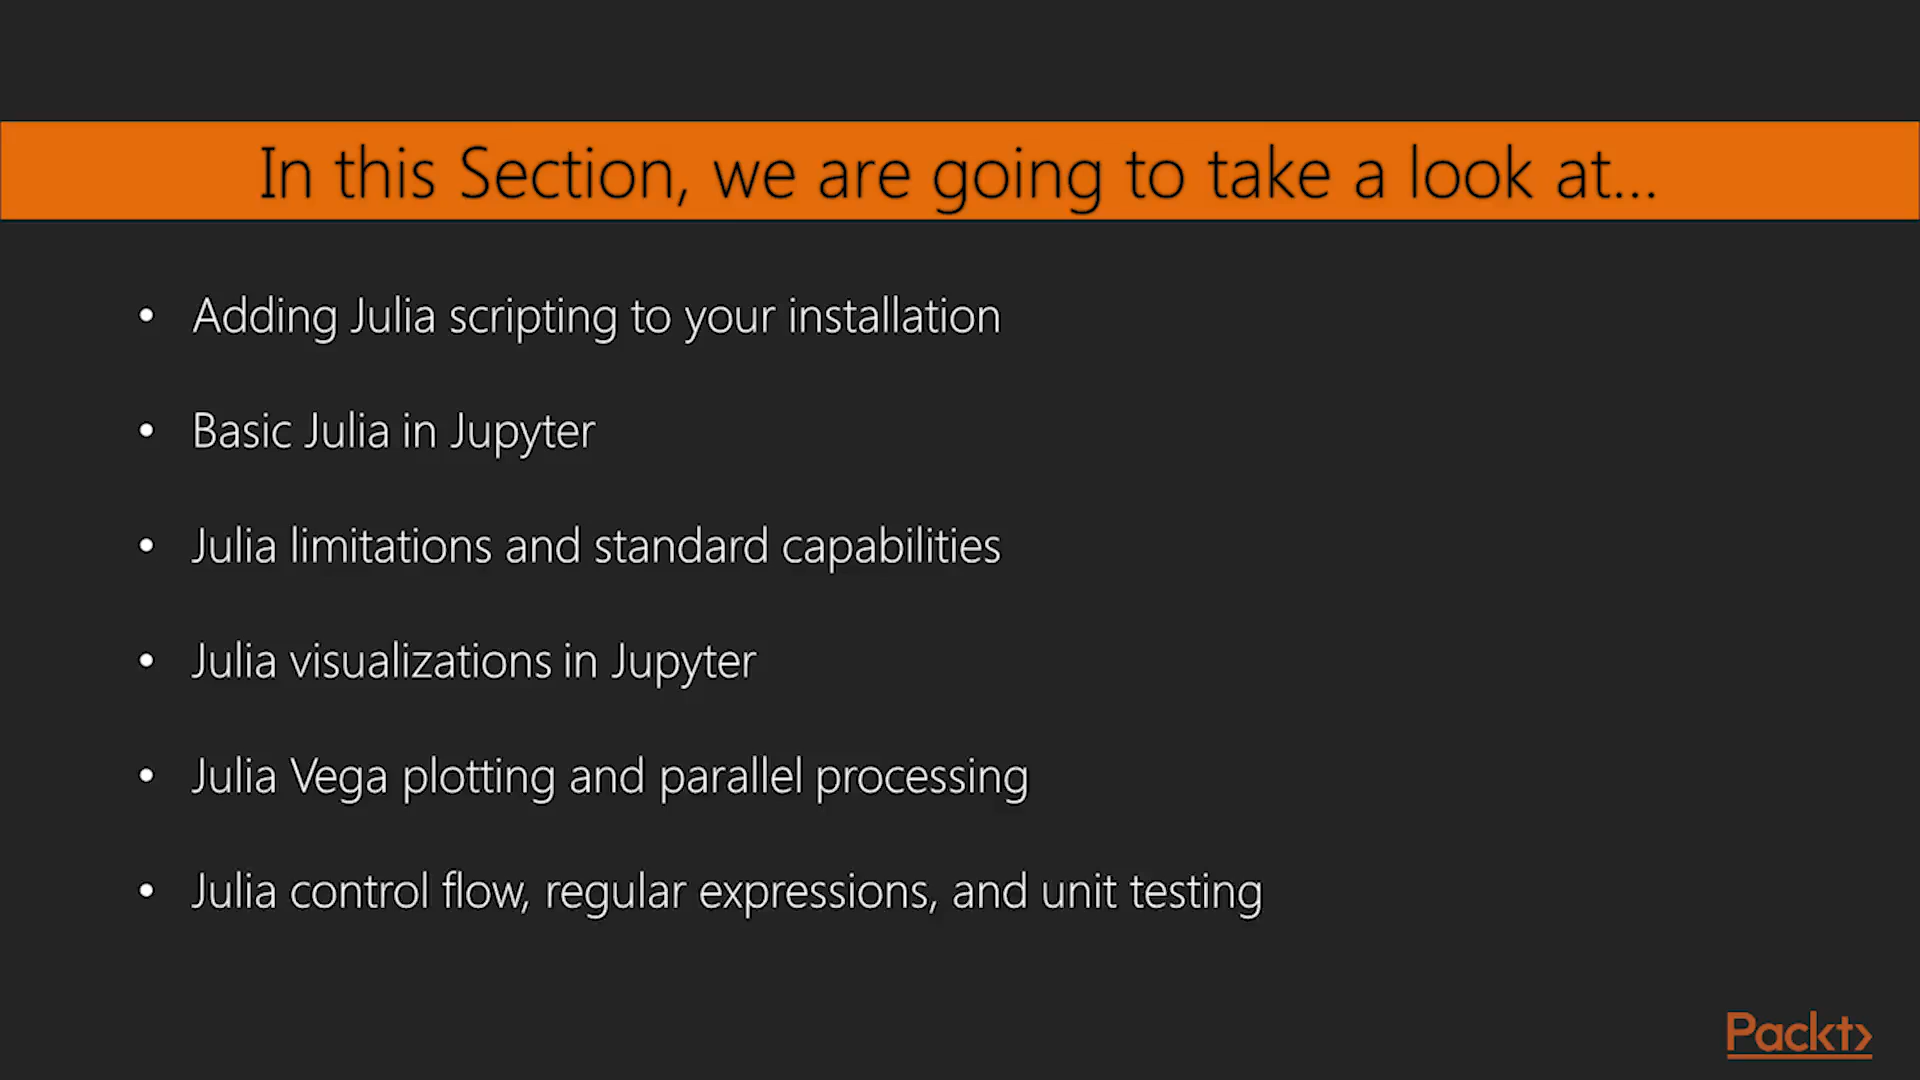 In this Section, we are going to take a look at...
• Adding Julia scripting to your installation
• Basic Julia in Jupyter
• Julia limitations and standard capabilities
• Julia visualizations in Jupyter
• Julia Vega plotting and parallel processing
• Julia control flow, regular expressions, and unit testing
Packt>